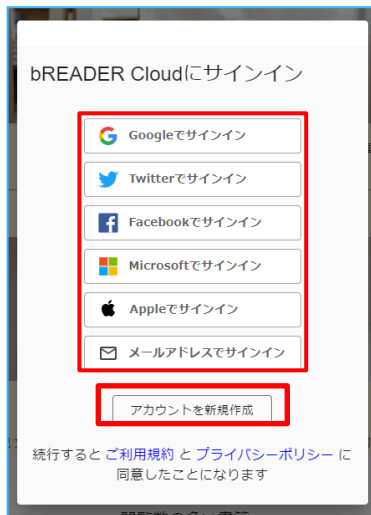 bREADER Cloudにサインイン
Googleでサインイン
Twitterでサインイン
Facebookでサインイン
Microsoftでサインイン
Appleでサインイン
メールアドレスでサインイン
アカウントを新規作成
続行すると ご利用規約 と プライバシーポリシー に
同意したことになります